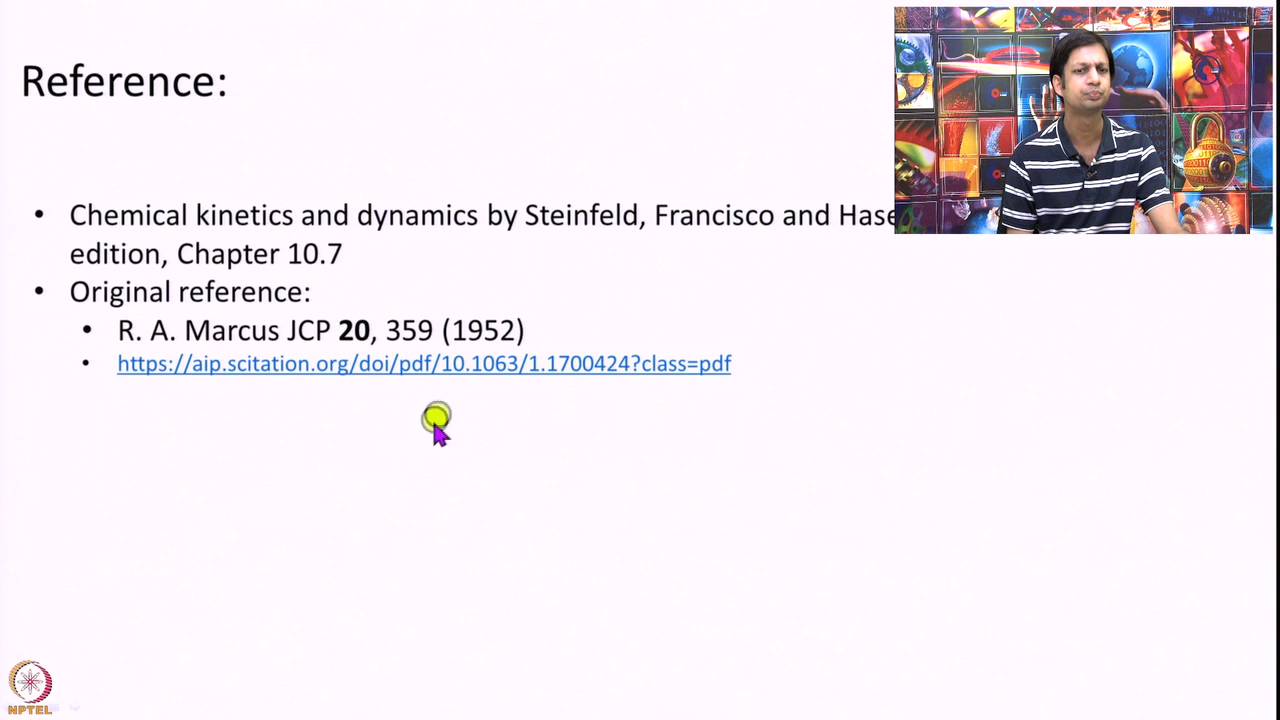 Reference:
• Chemical kinetics and dynamics by Steinfeld, Francisco and Hase
edition, Chapter 10.7
• Original reference:
• R. A. Marcus JCP 20, 359 (1952)
• https://aip.scitation.org/doi/pdf/10.1063/1.1700424?class=pdf
NPTEL